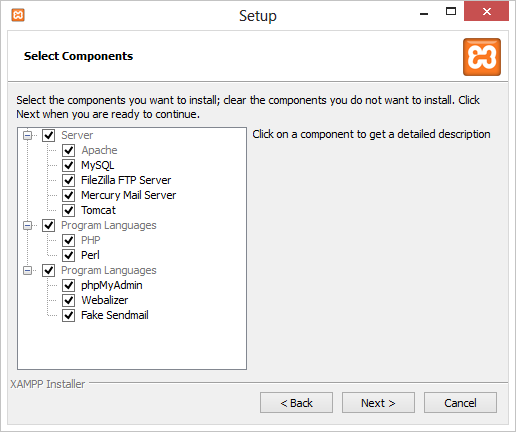 Setup
Select Components
Select the components you want to install; clear the components you do not want to install. Click
Next when you are ready to continue.
Server
Apache
MySQL
FileZilla FTP Server
Mercury Mail Server
Tomcat
Program Languages
PHP
Perl
Program Languages
phpMyAdmin
Webalizer
Fake Sendmail
Click on a component to get a detailed description
XAMPP Installer
< Back
Next >
Cancel